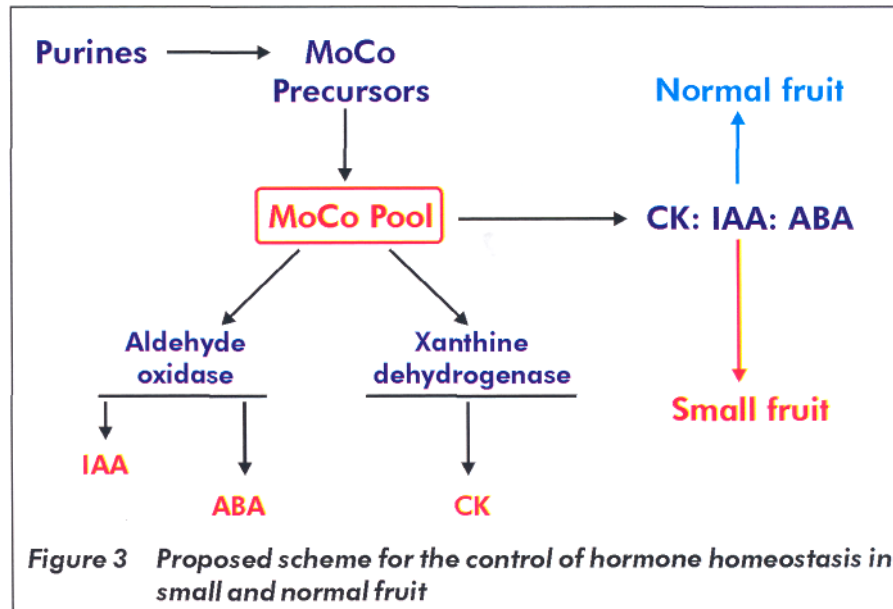 Purines
MoCo
Precursors
Normal fruit
MoCo Pool
CK: IAA: ABA
Aldehyde
oxidase
Xanthine
dehydrogenase
Small fruit
IAA
ABA
CK
Figure 3 Proposed scheme for the control of hormone homeostasis in
small and normal fruit